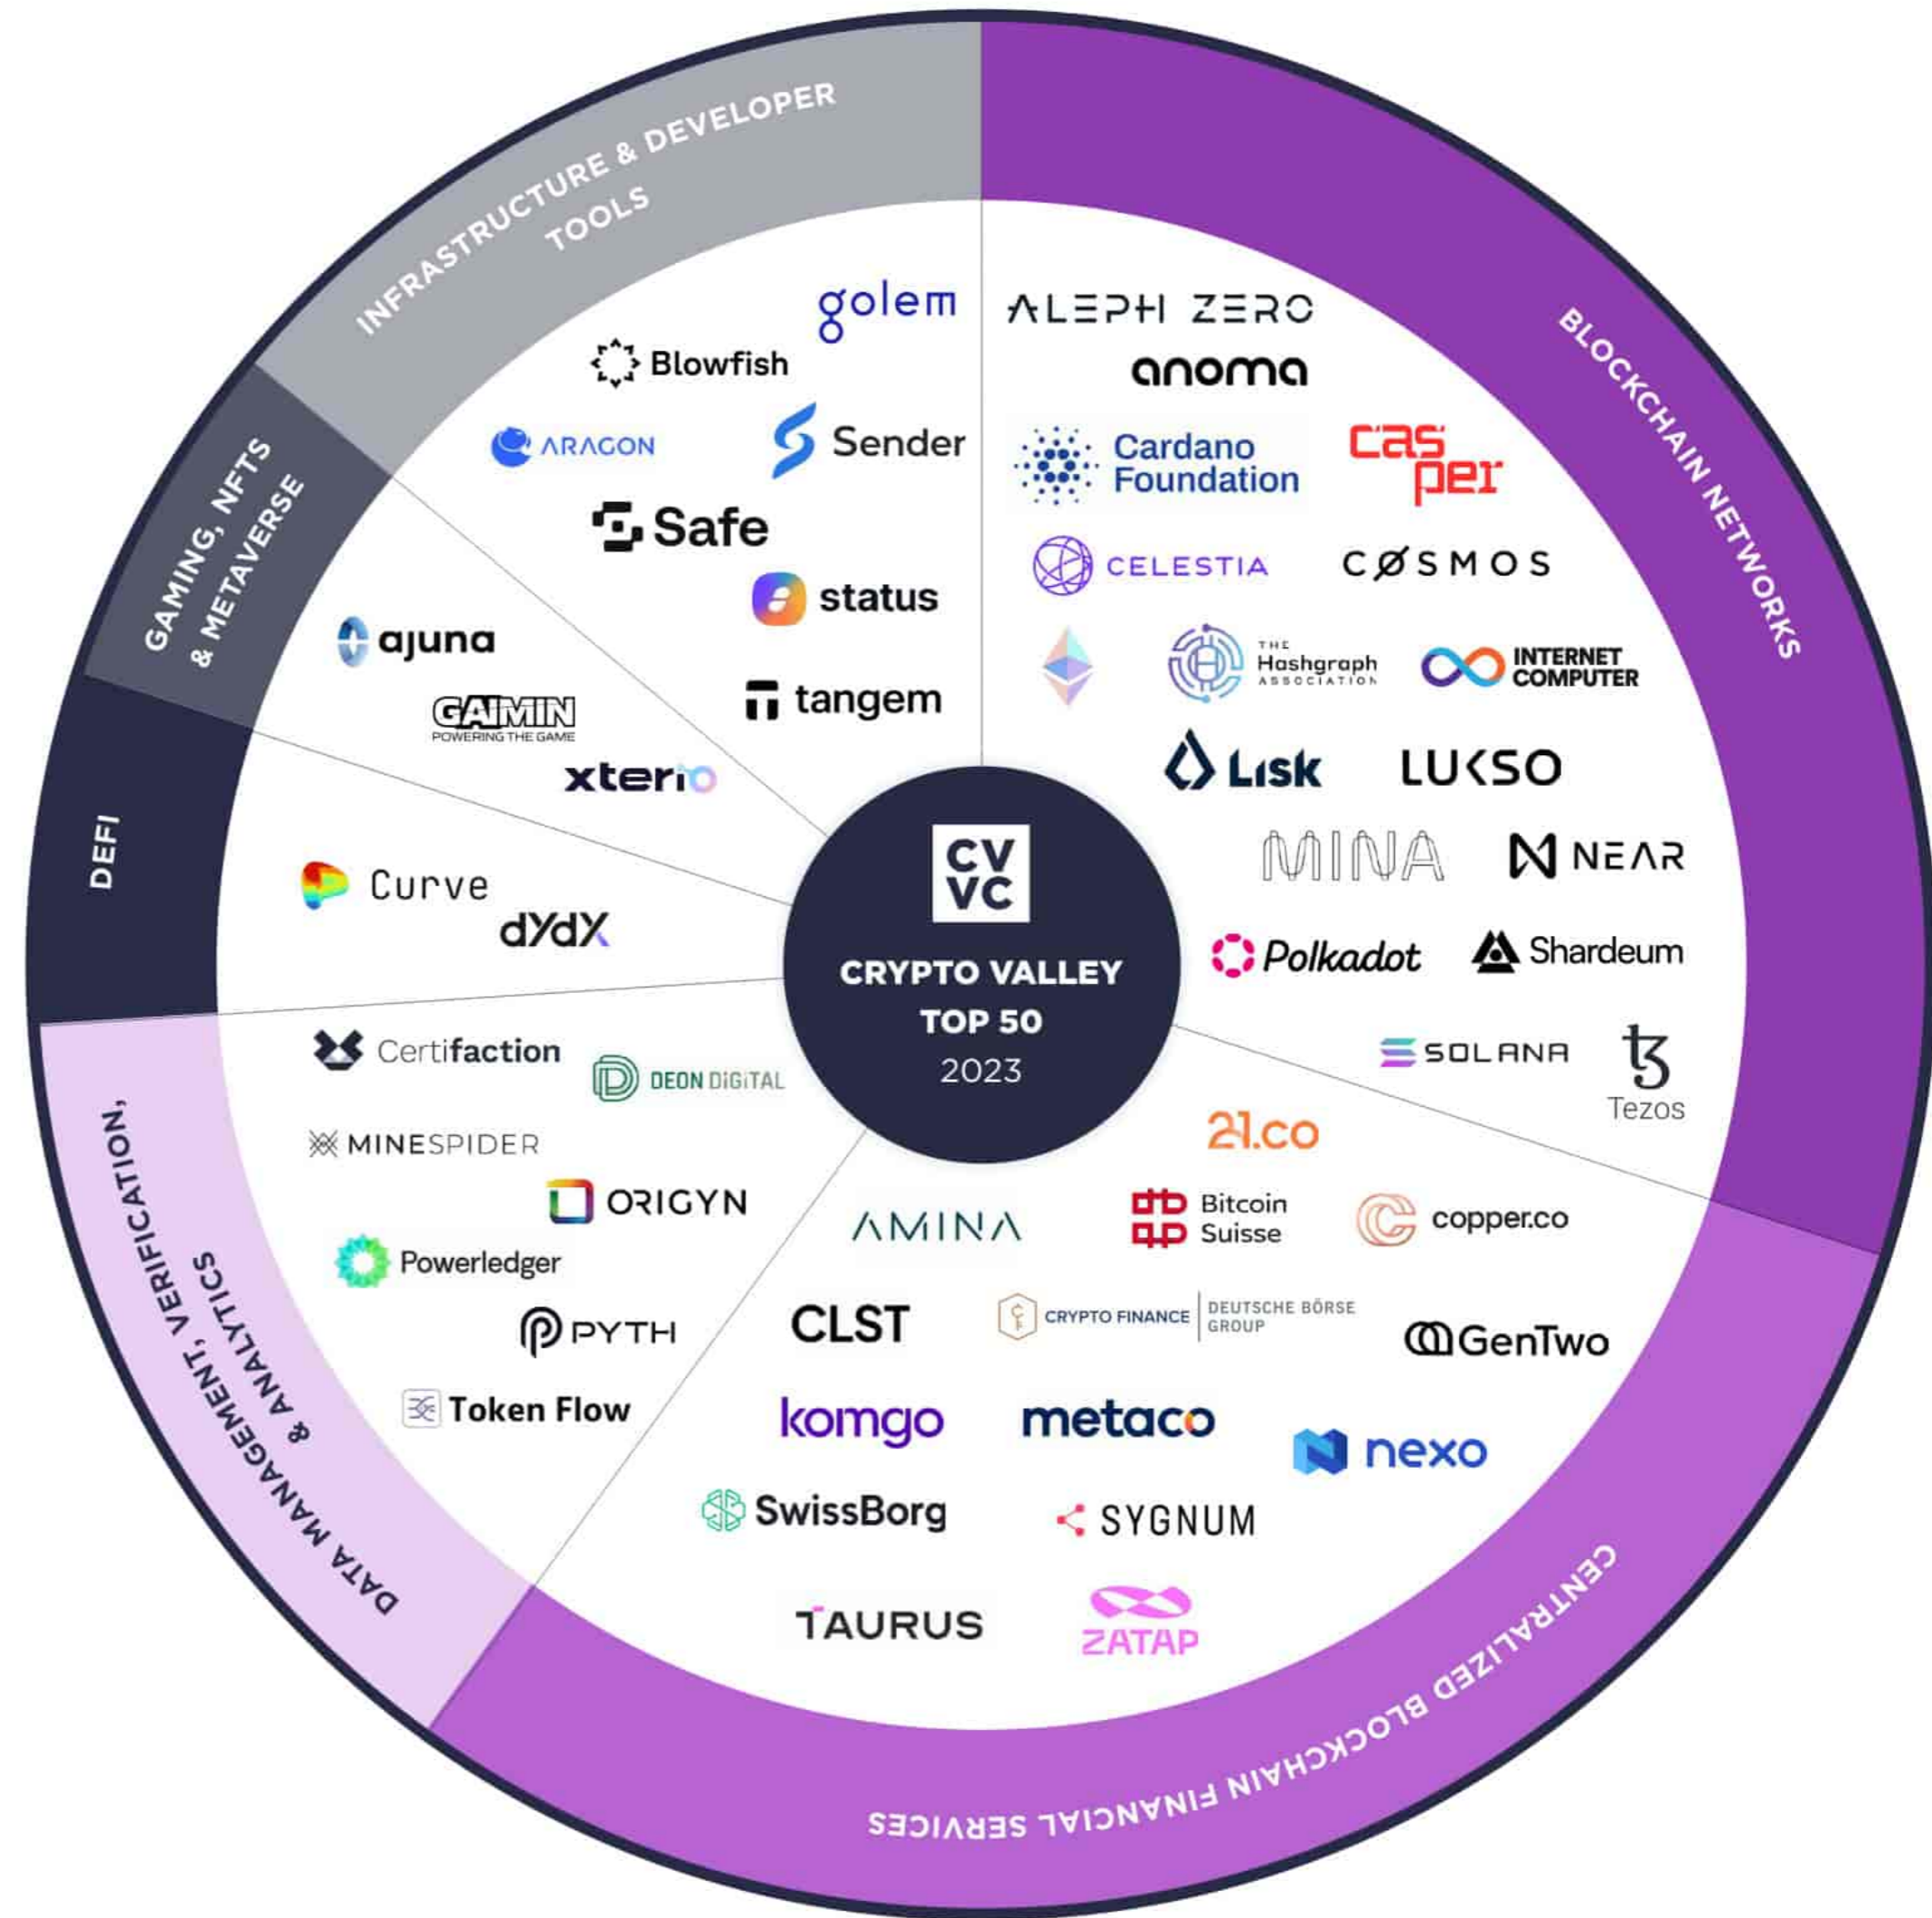 INFRASTRUCTURE & DEVELOPER
TOOLS
golem
Blowfish
ARAGON
Sender
Safe
status
tangem
BLOCKCHAIN NETWORKS
ALEPH ZERO
anoma
Cardano
Foundation
cas
per
CELESTIA
CØSMOS
THE
Hashgraph
ASSOCIATION
INTERNET
COMPUTER
Lisk
LUKSO
MINA
NEAR
Polkadot
Shardeum
SOLANA
Tezos
GAMING, NFTS
& METAVERSE
ajuna
GAIMIN
POWERING THE GAME
xterio
DEFI
Curve
dYdX
CV
VC
CRYPTO VALLEY
TOP 50
2023
DATA MANAGEMENT, VERIFICATION,
& ANALYTICS
Certifaction
DEON DIGITAL
MINESPIDER
ORIGYN
Powerledger
PYTH
Token Flow
CENTRALIZED BLOCKCHAIN FINANCIAL SERVICES
21.co
AMINA
Bitcoin
Suisse
copper.co
CLST
CRYPTO FINANCE
DEUTSCHE BÖRSE
GROUP
GenTwo
komgo
metaco
nexo
SwissBorg
SYGNUM
TAURUS
ZATAP